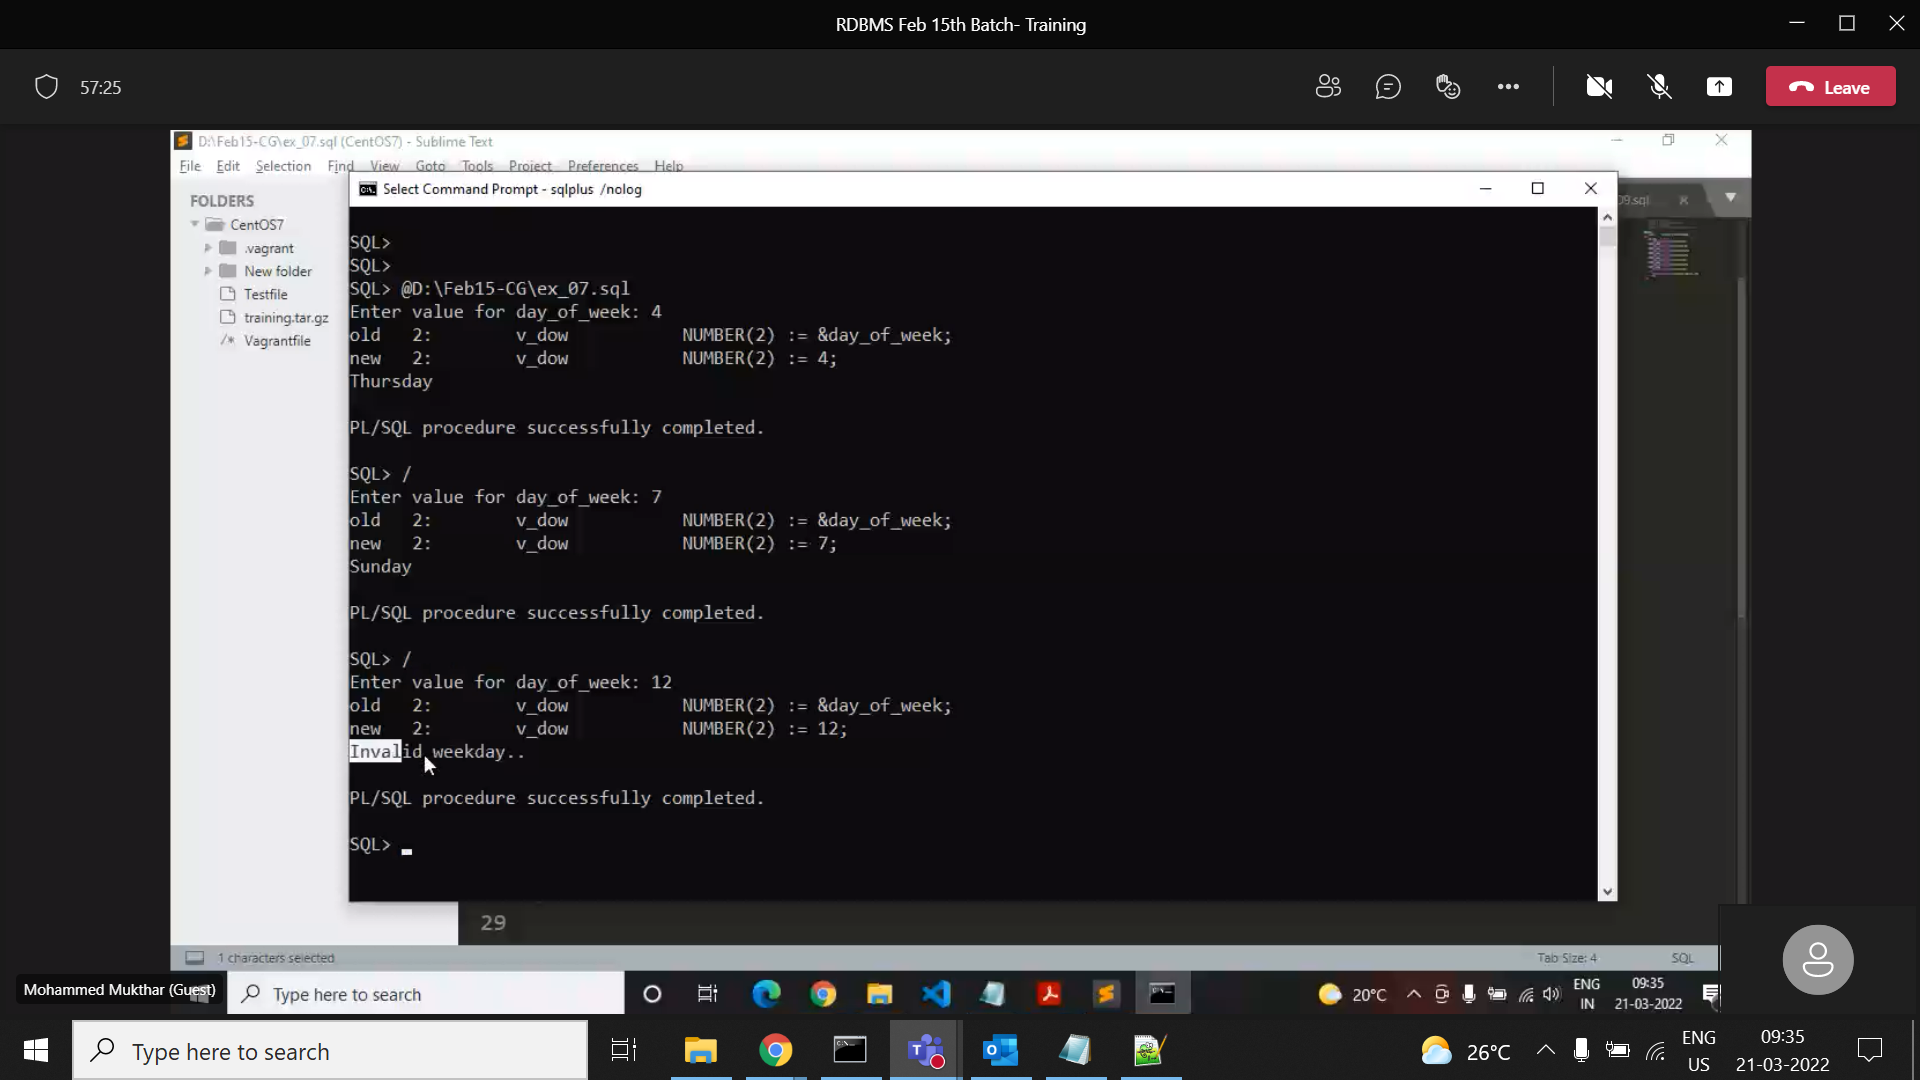 RDBMS Feb 15th Batch- Training
57:25
Leave
D:\Feb15-CG\ex_07.sql (CentOS7) - Sublime Text
File Edit Selection Find View Goto Tools Project Preferences Help
FOLDERS
CentOS7
.vagrant
New folder
Testfile
training.tar.gz
Vagrantfile
09.sql
Select Command Prompt - sqlplus /nolog
SQL>
SQL>
SQL> @D:\Feb15-CG\ex_07.sql
Enter value for day_of_week: 4
old 2: v_dow NUMBER(2) := &day_of_week;
new 2: v_dow NUMBER(2) := 4;
Thursday
PL/SQL procedure successfully completed.
SQL> /
Enter value for day_of_week: 7
old 2: v_dow NUMBER(2) := &day_of_week;
new 2: v_dow NUMBER(2) := 7;
Sunday
PL/SQL procedure successfully completed.
SQL> /
Enter value for day_of_week: 12
old 2: v_dow NUMBER(2) := &day_of_week;
new 2: v_dow NUMBER(2) := 12;
Invalid weekday..
PL/SQL procedure successfully completed.
SQL>
29
1 characters selected
Tab Size: 4 SQL
Mohammed Mukthar (Guest)
Type here to search
20°C
ENG
IN
09:35
21-03-2022
Type here to search
26°C
ENG
US
09:35
21-03-2022